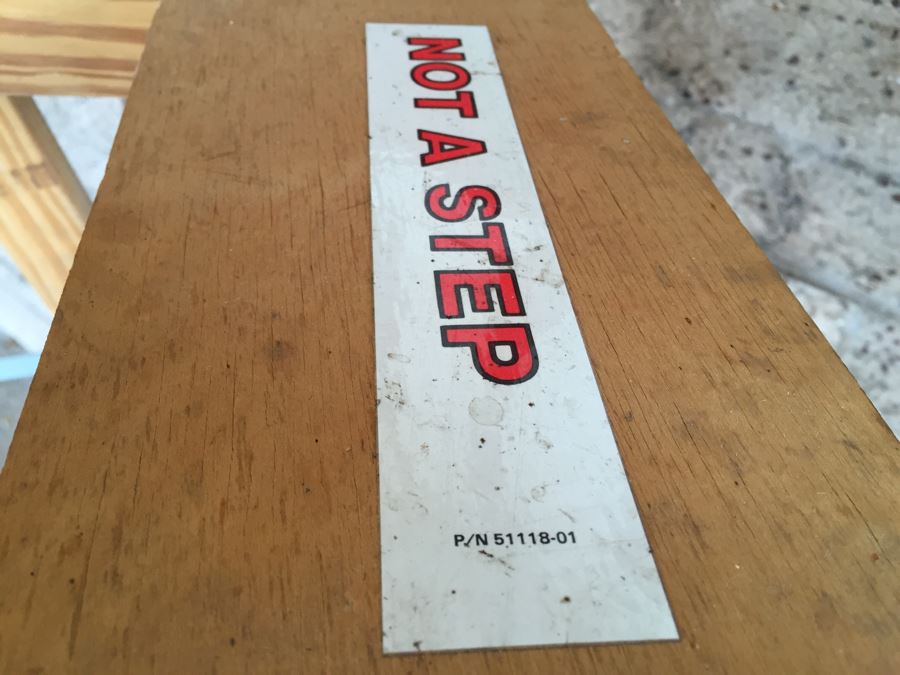 NOT A STEP
P/N 51118-01